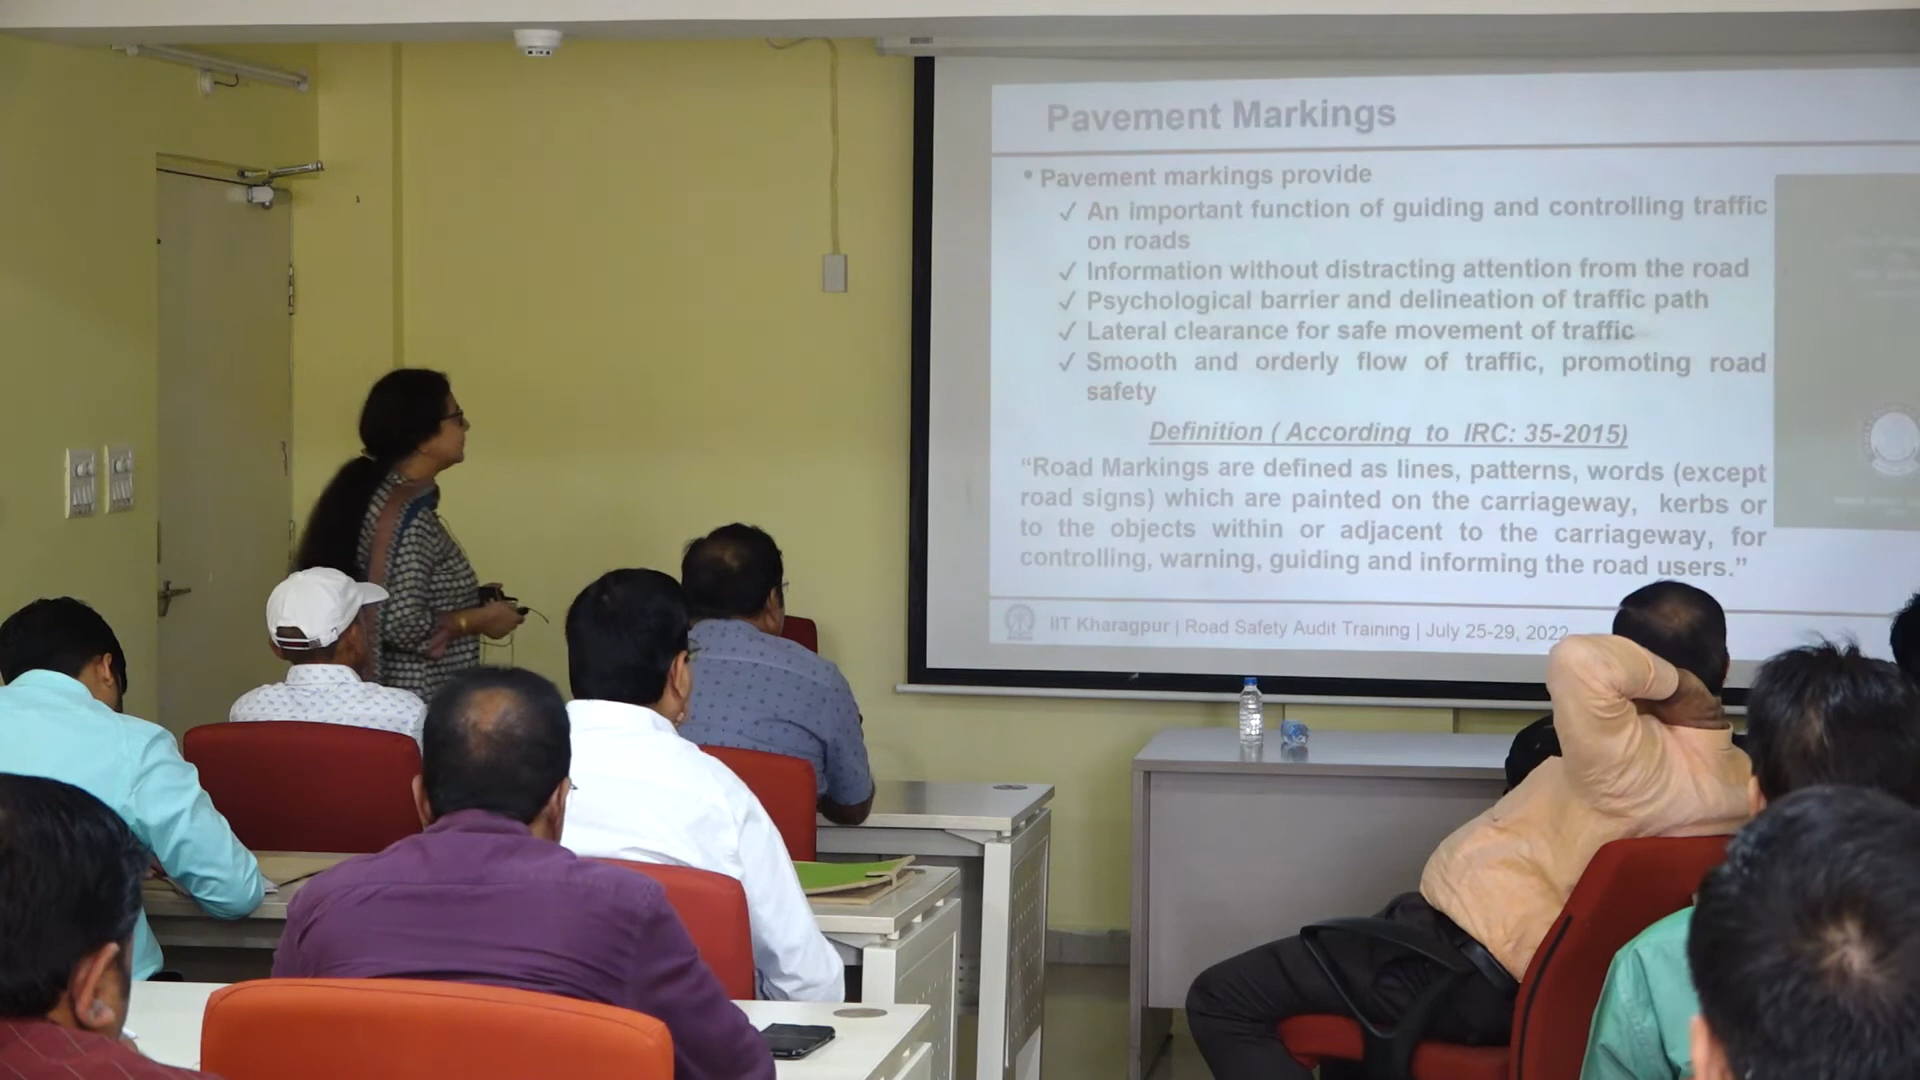 Pavement Markings
• Pavement markings provide
✓ An important function of guiding and controlling traffic
on roads
✓ Information without distracting attention from the road
✓ Psychological barrier and delineation of traffic path
✓ Lateral clearance for safe movement of traffic
✓ Smooth and orderly flow of traffic, promoting road
safety
Definition ( According to IRC: 35-2015)
“Road Markings are defined as lines, patterns, words (except
road signs) which are painted on the carriageway, kerbs or
to the objects within or adjacent to the carriageway, for
controlling, warning, guiding and informing the road users.”
IIT Kharagpur | Road Safety Audit Training | July 25-29, 2022